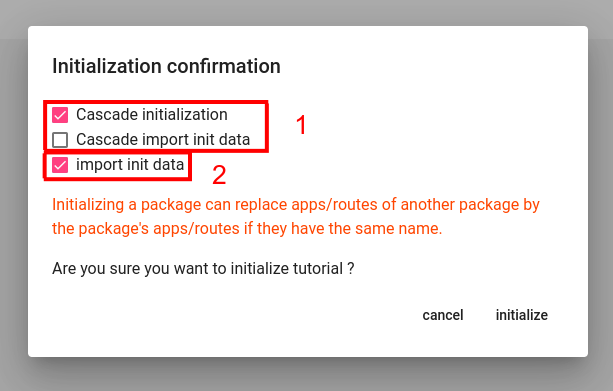 Initialization confirmation
Cascade initialization
Cascade import init data
1
import init data
2
Initializing a package can replace apps/routes of another package by
the package's apps/routes if they have the same name.
Are you sure you want to initialize tutorial ?
cancel initialize